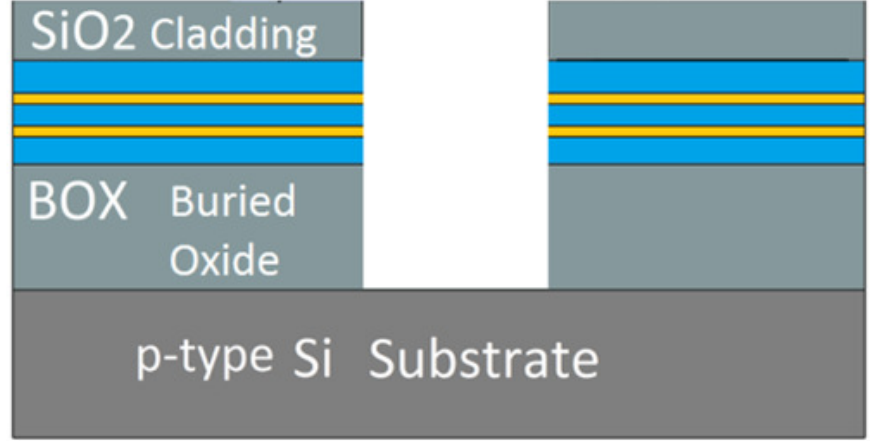 SiO2 Cladding
BOX Buried
Oxide
p-type Si Substrate